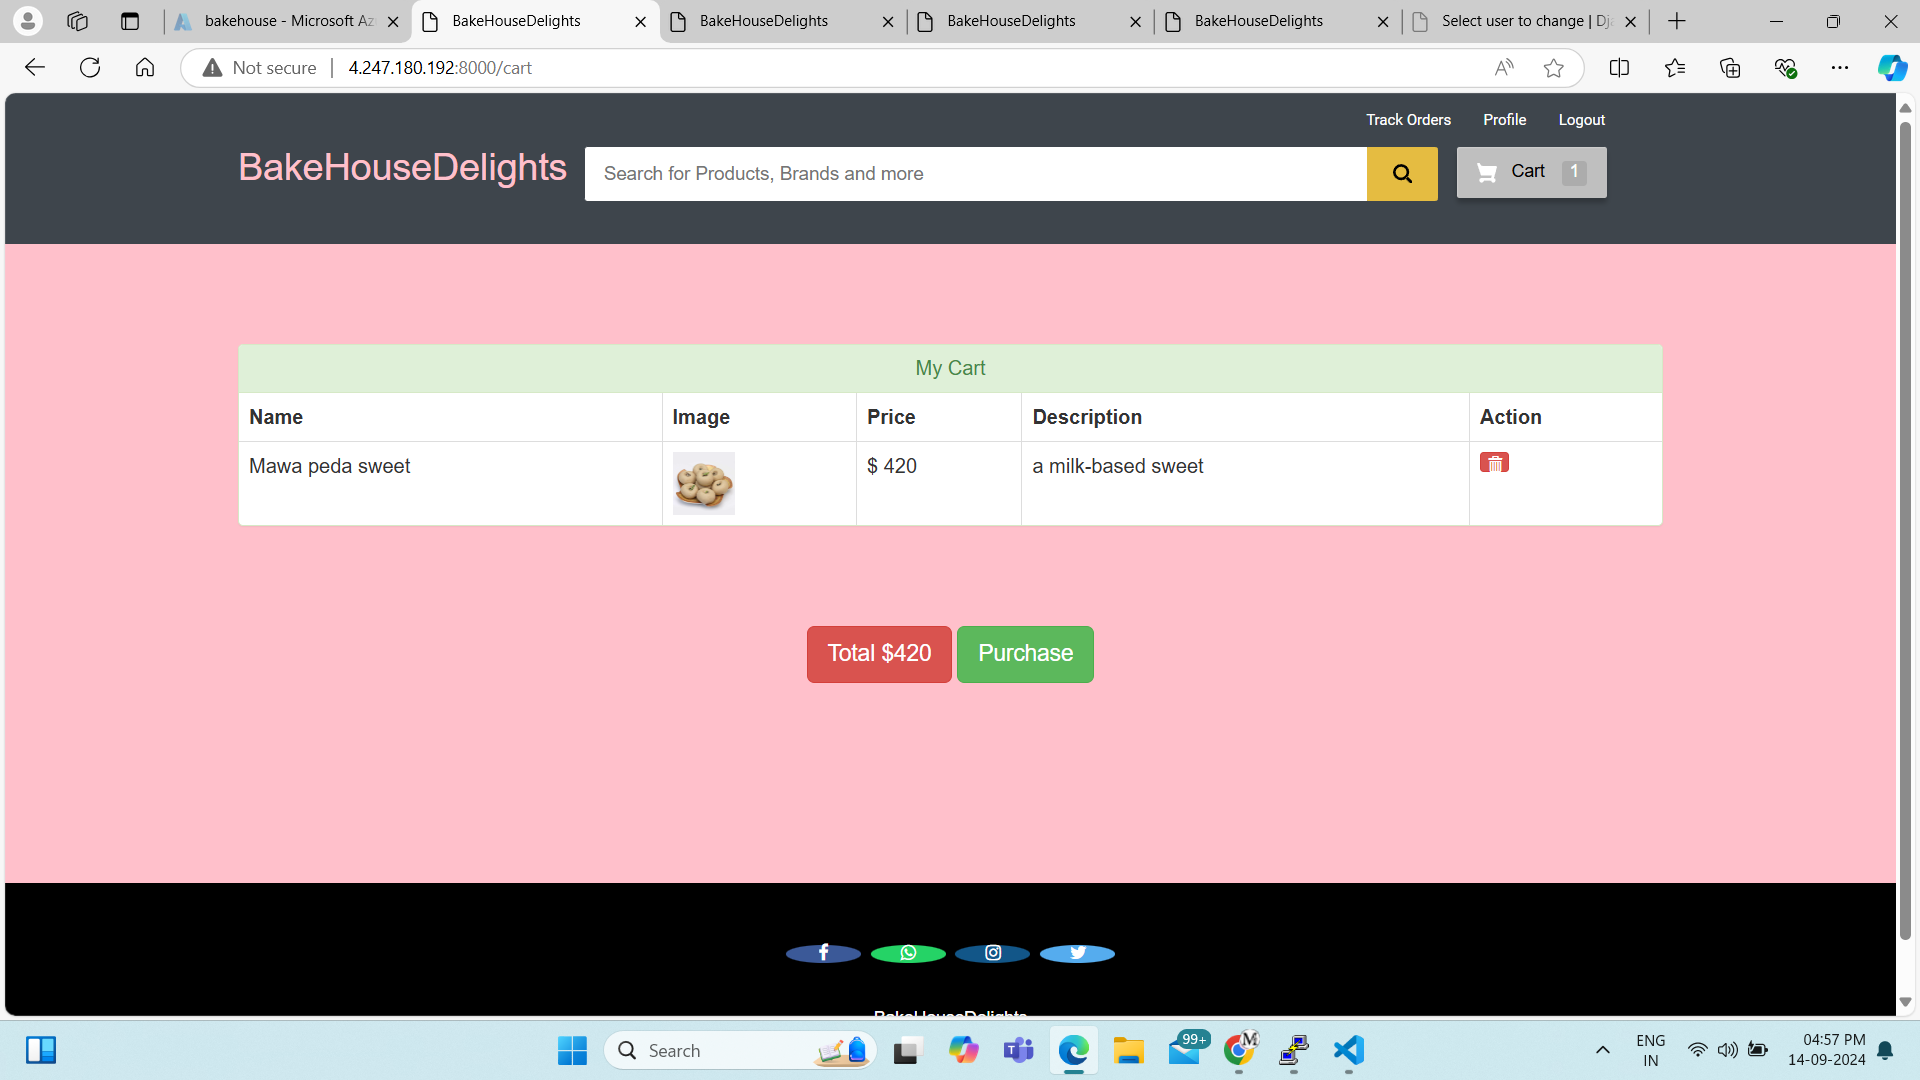 bakehouse - Microsoft Az
BakeHouseDelights
BakeHouseDelights
BakeHouseDelights
BakeHouseDelights
Select user to change | Dja
Not secure
4.247.180.192:8000/cart
Track Orders Profile Logout
BakeHouseDelights
Search for Products, Brands and more
Cart 1
My Cart
Name Image Price Description Action
Mawa peda sweet $ 420 a milk-based sweet
Total $420 Purchase
BakeHouseDelights
Search
99+
M
ENG
IN
04:57 PM
14-09-2024